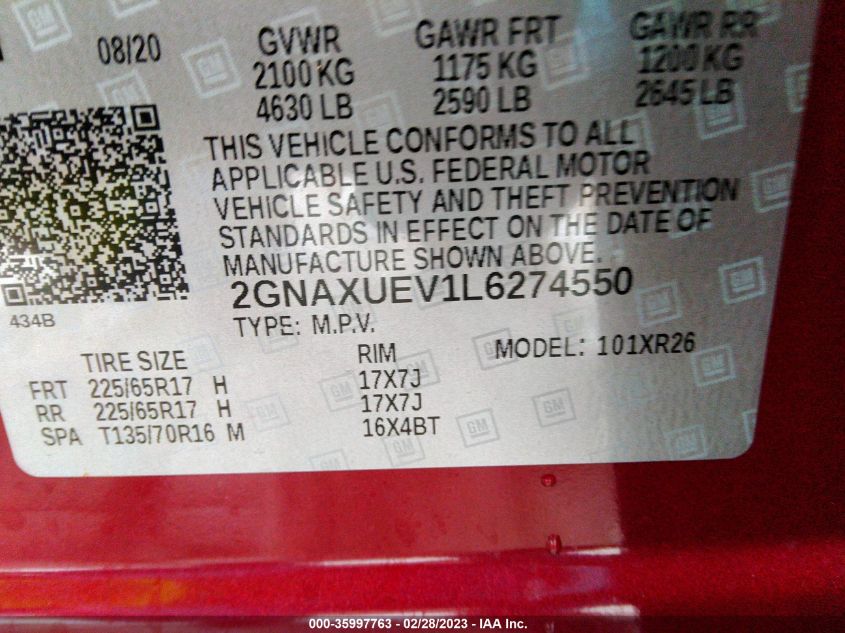 08/20 GVWR GAWR FRT GAWR RR
2100 KG 1175 KG 1200 KG
4630 LB 2590 LB 2645 LB
THIS VEHICLE CONFORMS TO ALL
APPLICABLE U.S. FEDERAL MOTOR
VEHICLE SAFETY AND THEFT PREVENTION
STANDARDS IN EFFECT ON THE DATE OF
MANUFACTURE SHOWN ABOVE.
2GNAXUEV1L6274550
434B
TYPE: M.P.V.
TIRE SIZE RIM MODEL: 101XR26
FRT 225/65R17 H 17X7J
RR 225/65R17 H 17X7J
SPA T135/70R16 M 16X4BT
000-35997763 - 02/28/2023 - IAA Inc.